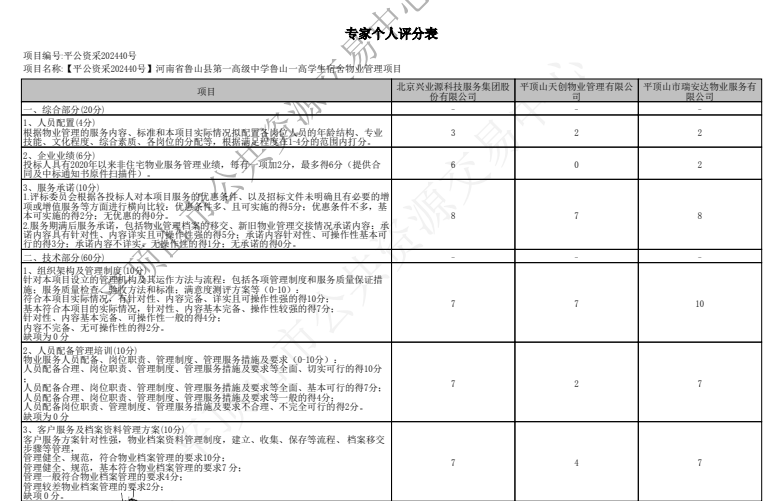 专家个人评分表
项目编号:平公资采202440号
项目名称:【平公资采202440号】河南省鲁山县第一高级中学鲁山一高学生宿舍物业管理项目
项目
北京兴业源科技服务集团股份有限公司
平顶山天创物业管理有限公司
平顶山市瑞安达物业服务有限公司
一、综合部分(20分)
-
-
-
1、人员配置(4分)
根据物业管理的服务内容、标准和本项目实际情况拟配置各岗位人员的年龄结构、专业
技能、文化程度、综合素质、各岗位的分配等，根据满足程度在1-4分的范围内打分。
3
2
2
2、企业业绩(6分)
投标人具有2020年以来非住宅物业服务管理业绩，每有一项加2分，最多得6分（提供合
同及中标通知书原件扫描件）。
6
0
2
3、服务承诺(10分)
1.评标委员会根据各投标人对本项目服务的优惠条件、以及招标文件未明确且有必要的增
项或增值服务等方面进行横向比较：优惠条件多、且可实施的得5分；优惠条件不多，基
本可实施的得2分；无优惠的得0分。
2.服务期满后服务承诺，包括物业管理档案的移交、新旧物业管理交接情况承诺内容；承
诺内容具有针对性、内容详实且可操作性强的得5分；承诺内容针对性、可操作性基本可
行的得3分；承诺内容不详实，无操作性的得1分；无承诺的得0分。
8
7
8
二、技术部分(60分)
-
-
-
1、组织架构及管理制度(10分)
针对本项目设立的管理机构及其运作方法与流程；包括各项管理制度和服务质量保证措
施；服务质量检查、验收方法和标准；满意度测评方案等（0-10）；
符合本项目实际情况，有针对性、内容完备、详实且可操作性强的得10分；
基本符合本项目的实际情况，针对性、内容基本完备、操作性较强的得7分；
针对性、内容基本完备、可操作性一般的得4分；
内容不完备、无可操作性的得2分。
缺项为0分
7
7
10
2、人员配备管理培训(10分)
物业服务人员配备、岗位职责、管理制度、管理服务措施及要求（0-10分）；
人员配备合理、岗位职责、管理制度、管理服务措施及要求等全面、切实可行的得10分
；
人员配备合理、岗位职责、管理制度、管理服务措施及要求等全面、基本可行的得7分；
人员配备合理、岗位职责、管理制度、管理服务措施及要求等一般的得4分；
人员配备岗位职责、管理制度、管理服务措施及要求不合理、不完全可行的得2分。
缺项为0分
7
2
7
3、客户服务及档案资料管理方案(10分)
客户服务方案针对性强，物业档案资料管理制度，建立、收集、保存等流程、 档案移交
步骤等管理，
管理健全、规范，符合物业档案管理的要求10分；
管理健全、规范，基本符合物业档案管理的要求7 分；
管理一般符合物业档案管理的要求4分；
管理较差物业档案管理的要求2分；
缺项 0 分。
7
4
7